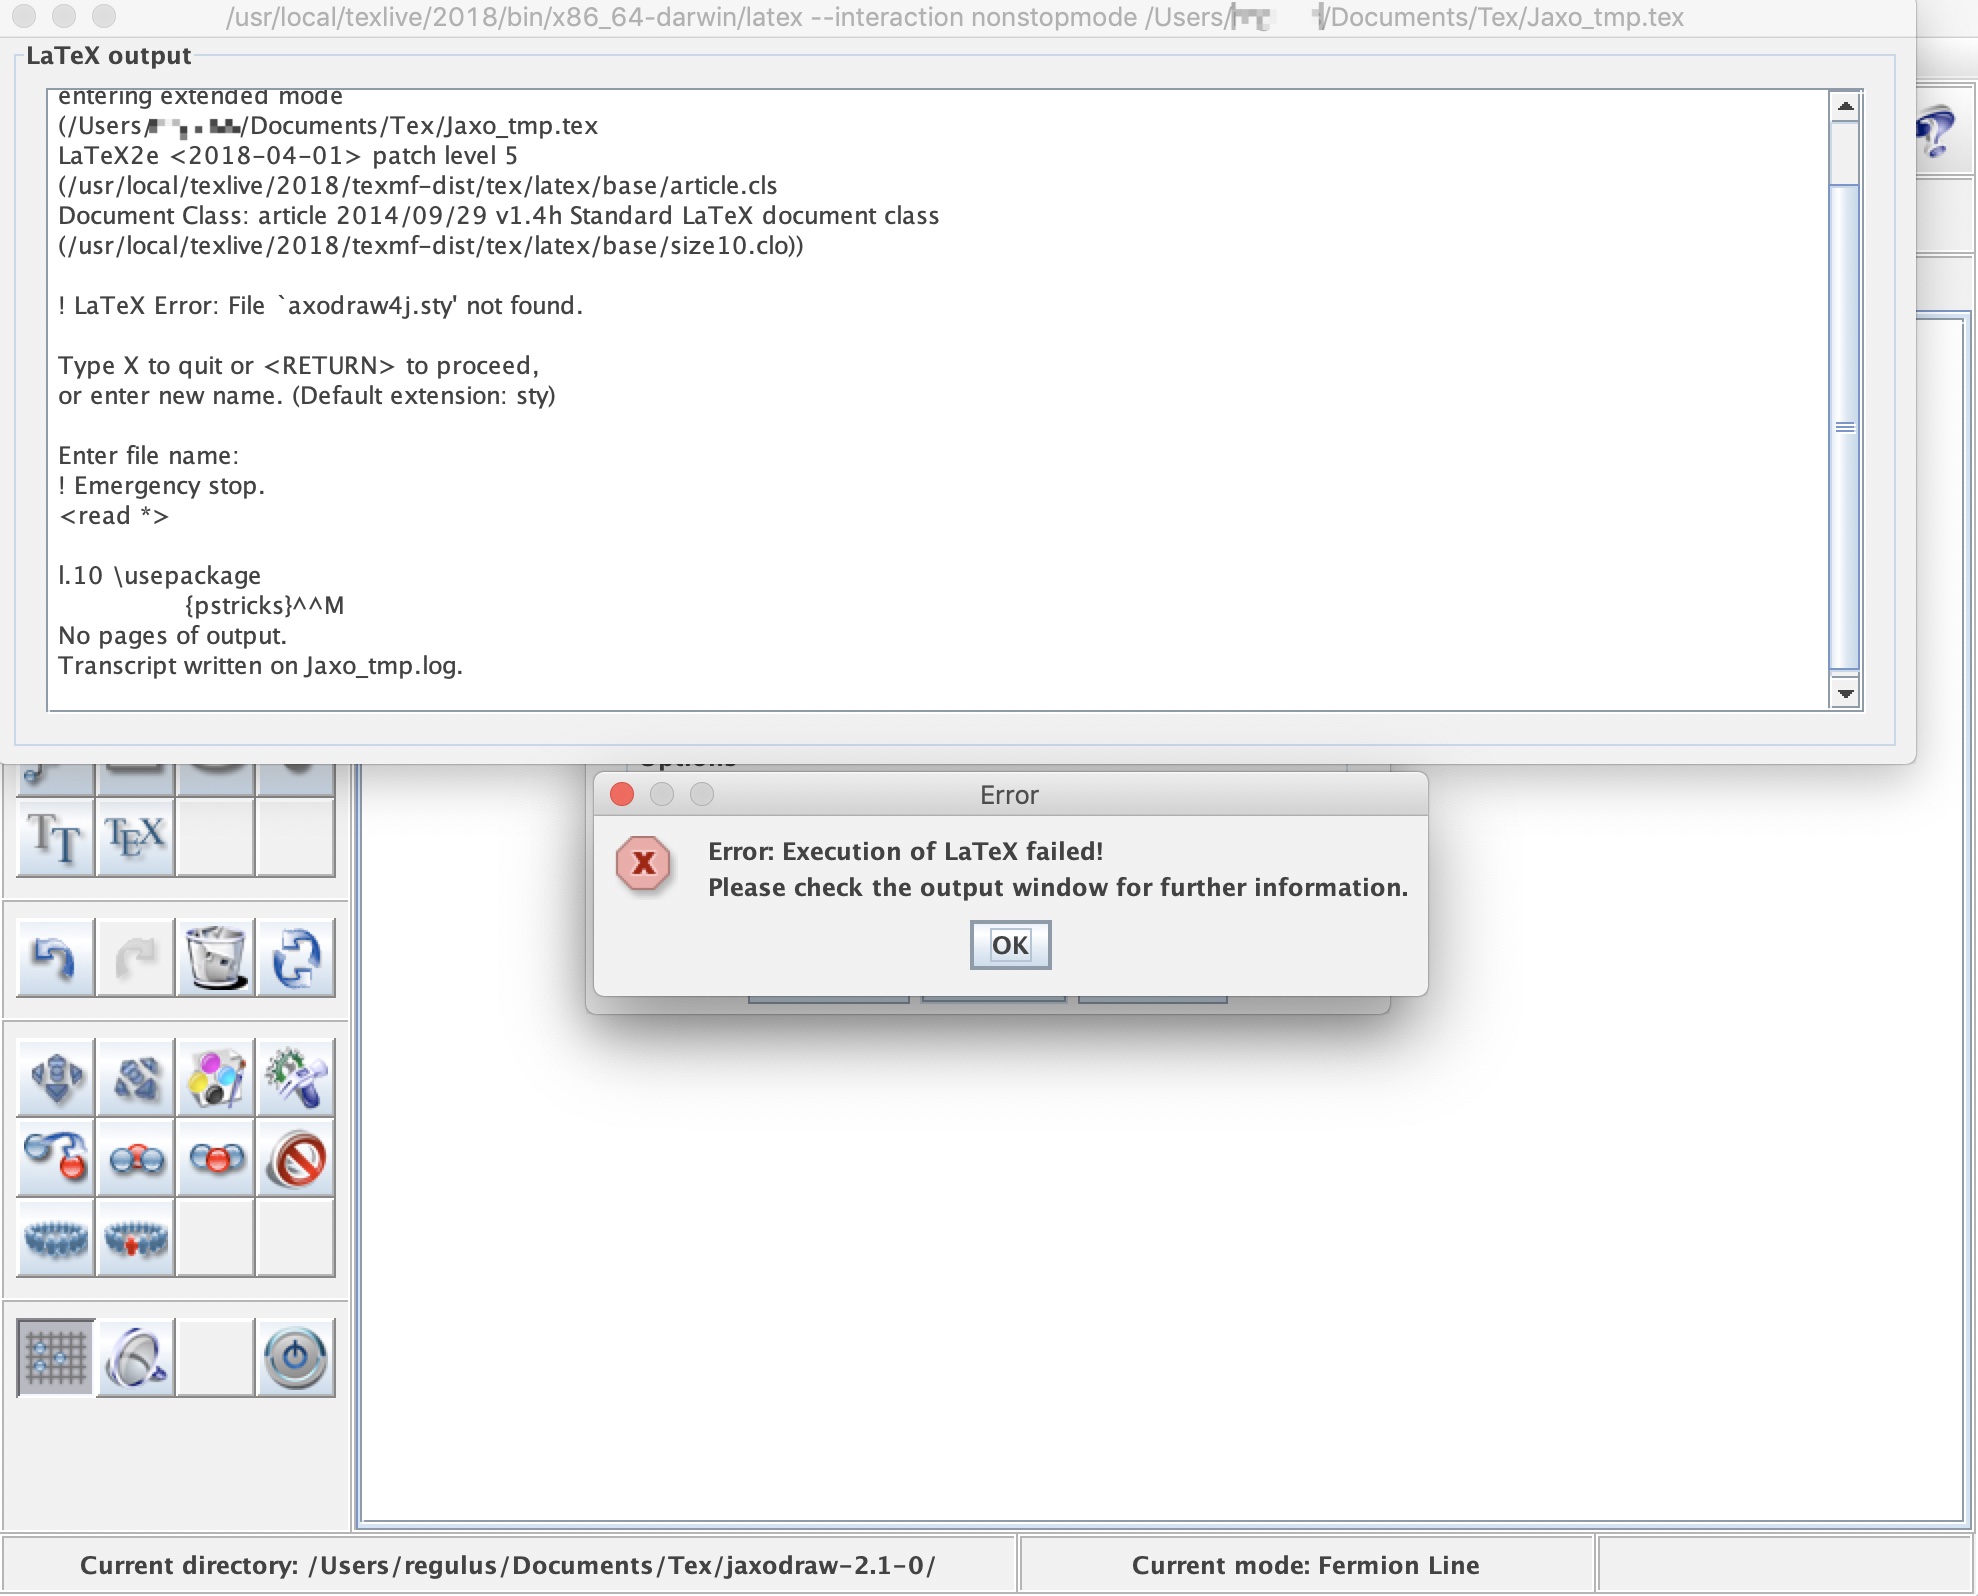 /usr/local/texlive/2018/bin/x86_64-darwin/latex --interaction nonstopmode /Users/ /Documents/Tex/Jaxo_tmp.tex
LaTeX output
entering extended mode
(/Users/ /Documents/Tex/Jaxo_tmp.tex
LaTeX2e <2018-04-01> patch level 5
(/usr/local/texlive/2018/texmf-dist/tex/latex/base/article.cls
Document Class: article 2014/09/29 v1.4h Standard LaTeX document class
(/usr/local/texlive/2018/texmf-dist/tex/latex/base/size10.clo))
! LaTeX Error: File `axodraw4j.sty' not found.
Type X to quit or <RETURN> to proceed,
or enter new name. (Default extension: sty)
Enter file name:
! Emergency stop.
<read *>
l.10 \usepackage
{pstricks}^^M
No pages of output.
Transcript written on Jaxo_tmp.log.
Options
Error
Error: Execution of LaTeX failed!
Please check the output window for further information.
OK
TT TEX
Current directory: /Users/regulus/Documents/Tex/jaxodraw-2.1-0/
Current mode: Fermion Line